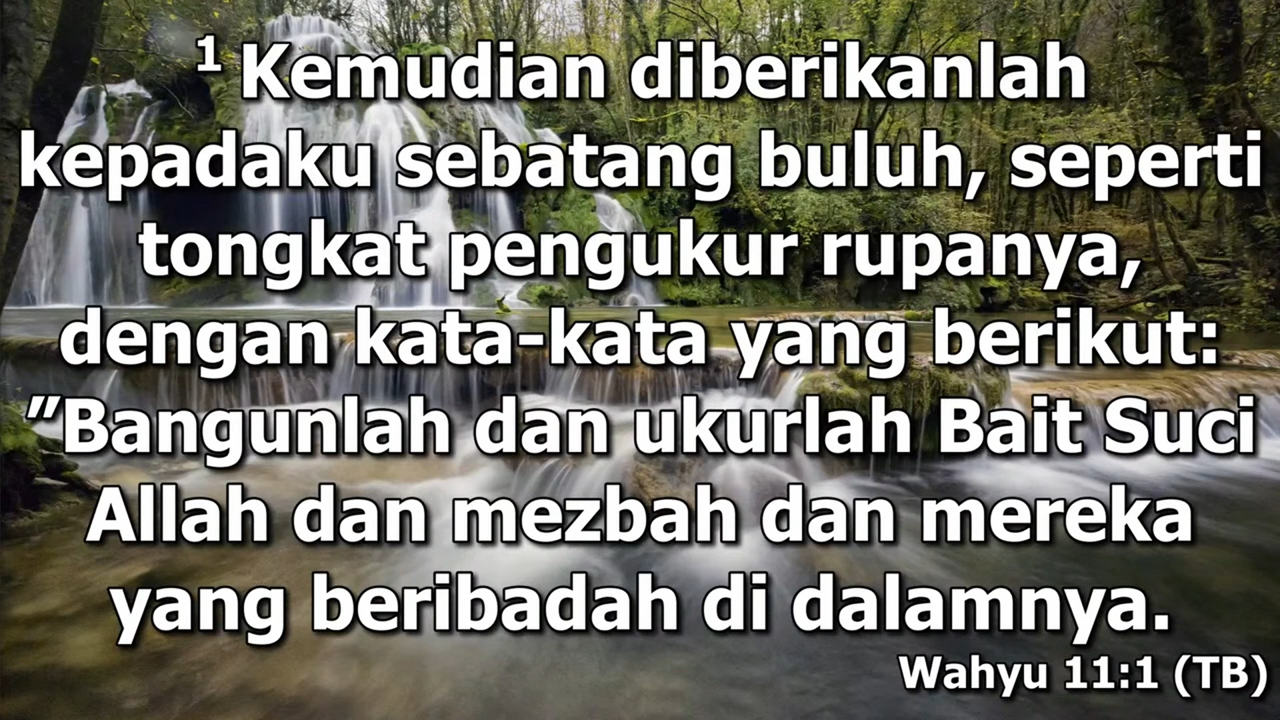 ¹ Kemudian diberikanlah
kepadaku sebatang buluh, seperti
tongkat pengukur rupanya,
dengan kata-kata yang berikut:
”Bangunlah dan ukurlah Bait Suci
Allah dan mezbah dan mereka
yang beribadah di dalamnya.
Wahyu 11:1 (TB)